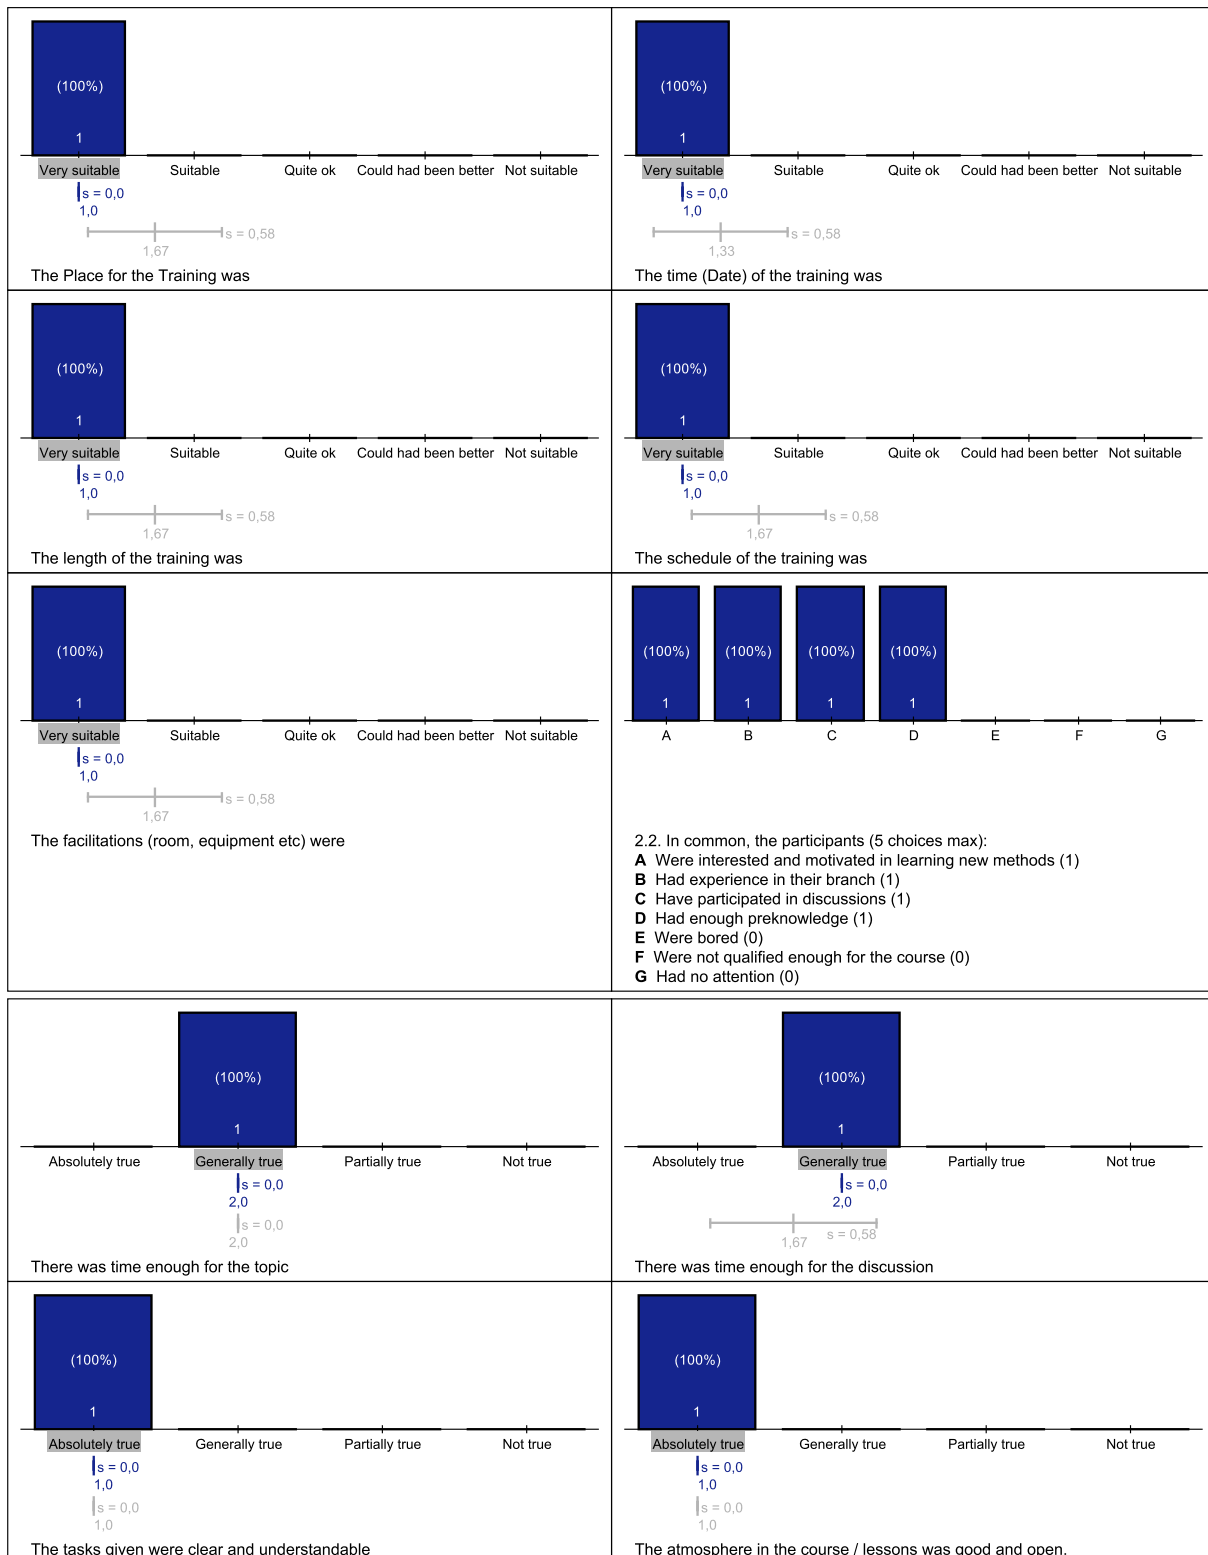 (100%)
1
Very suitable Suitable Quite ok Could had been better Not suitable
s = 0,0
1,0
s = 0,58
1,67
The Place for the Training was
(100%)
1
Very suitable Suitable Quite ok Could had been better Not suitable
s = 0,0
1,0
s = 0,58
1,33
The time (Date) of the training was
(100%)
1
Very suitable Suitable Quite ok Could had been better Not suitable
s = 0,0
1,0
s = 0,58
1,67
The length of the training was
(100%)
1
Very suitable Suitable Quite ok Could had been better Not suitable
s = 0,0
1,0
s = 0,58
1,67
The schedule of the training was
(100%)
1
Very suitable Suitable Quite ok Could had been better Not suitable
s = 0,0
1,0
s = 0,58
1,67
The facilitations (room, equipment etc) were
(100%) (100%) (100%) (100%)
1 1 1 1
A B C D E F G
2.2. In common, the participants (5 choices max):
A Were interested and motivated in learning new methods (1)
B Had experience in their branch (1)
C Have participated in discussions (1)
D Had enough preknowledge (1)
E Were bored (0)
F Were not qualified enough for the course (0)
G Had no attention (0)
(100%)
1
Absolutely true Generally true Partially true Not true
s = 0,0
2,0
s = 0,0
2,0
There was time enough for the topic
(100%)
1
Absolutely true Generally true Partially true Not true
s = 0,0
2,0
s = 0,58
1,67
There was time enough for the discussion
(100%)
1
Absolutely true Generally true Partially true Not true
s = 0,0
1,0
s = 0,0
1,0
The tasks given were clear and understandable
(100%)
1
Absolutely true Generally true Partially true Not true
s = 0,0
1,0
s = 0,0
1,0
The atmosphere in the course / lessons was good and open.